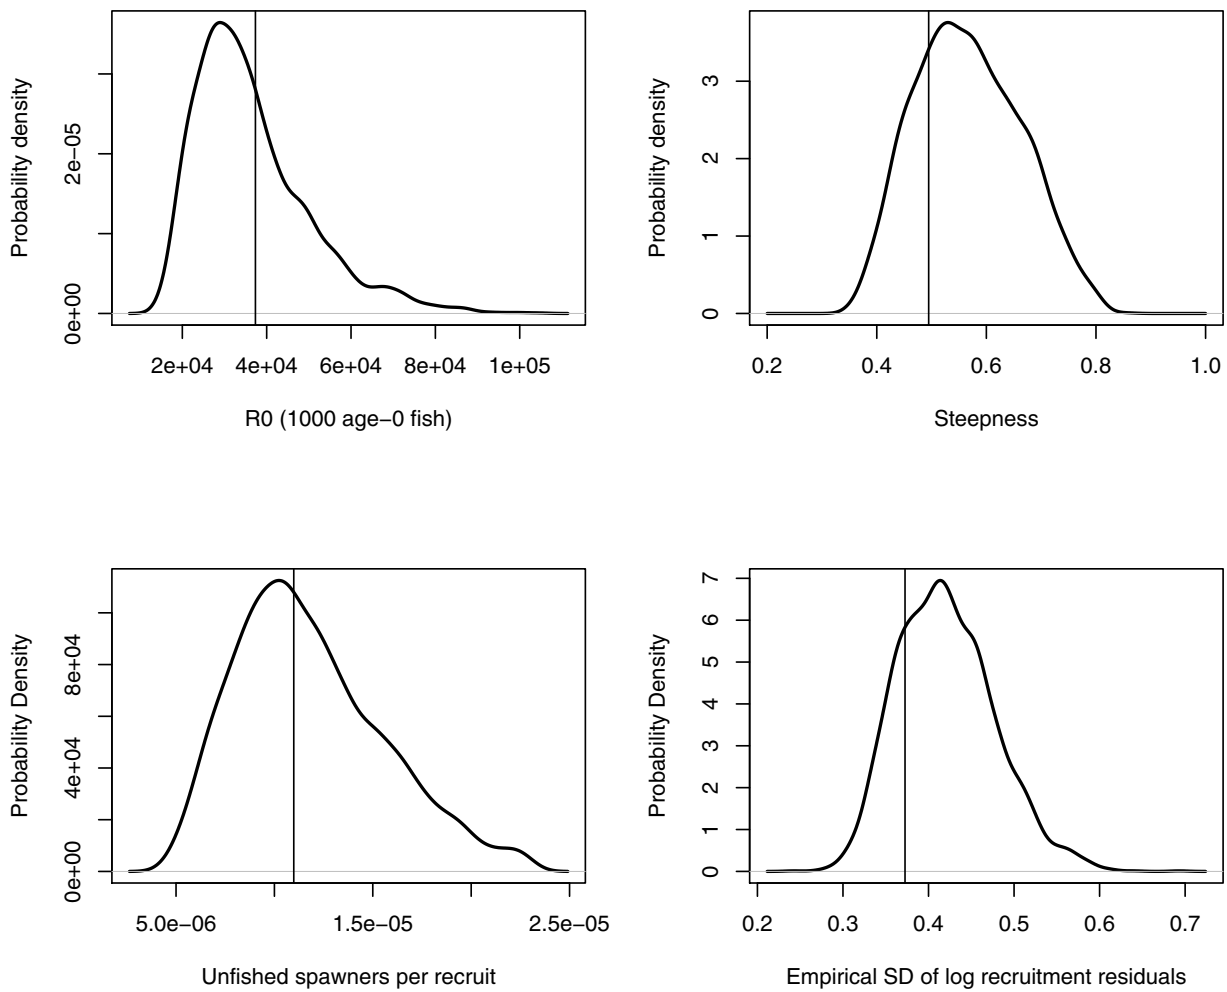 Probability density
0e+00
2e−05
2e+04
4e+04
6e+04
8e+04
1e+05
R0 (1000 age−0 fish)
Probability density
0
1
2
3
0.2
0.4
0.6
0.8
1.0
Steepness
Probability Density
0e+00
4e+04
8e+04
5.0e−06
1.5e−05
2.5e−05
Unfished spawners per recruit
Probability Density
0
1
2
3
4
5
6
7
0.2
0.3
0.4
0.5
0.6
0.7
Empirical SD of log recruitment residuals